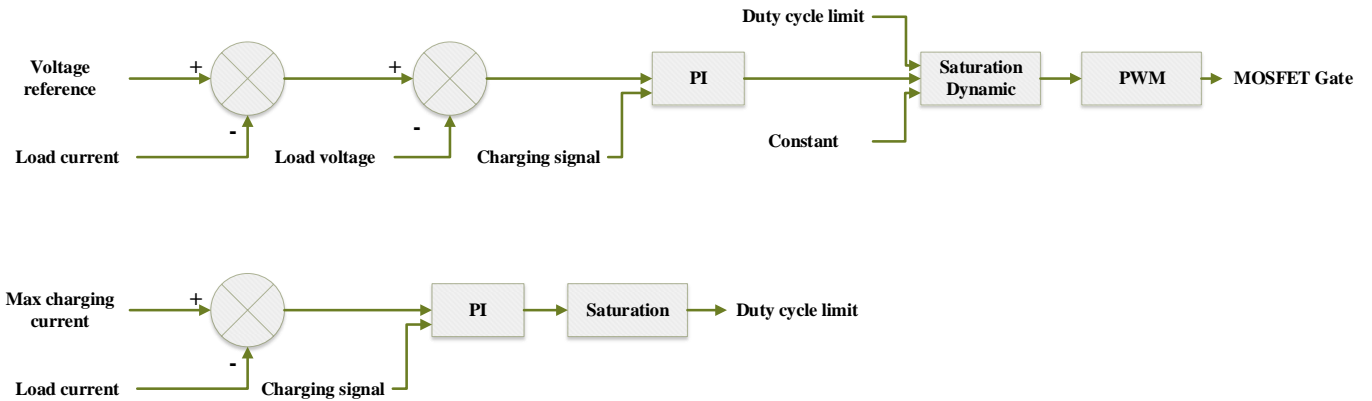 Duty cycle limit
Voltage
reference
+
+
PI
Saturation
Dynamic
PWM
MOSFET Gate
-
-
Load current
Load voltage
Charging signal
Constant
Max charging
current
+
PI
Saturation
Duty cycle limit
-
Load current
Charging signal